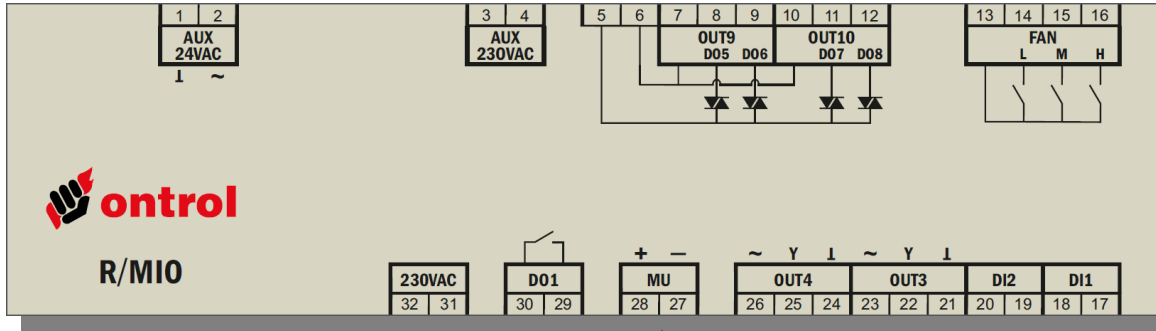 1 2 3 4 5 6 7 8 9 10 11 12 13 14 15 16
AUX
24VAC
⊥ ~
AUX
230VAC
OUT9
DO5 DO6
OUT10
DO7 DO8
FAN
L M H
ontrol
R/MIO
+ − ~ Y ⊥ ~ Y ⊥
230VAC DO1 MU OUT4 OUT3 DI2 DI1
32 31 30 29 28 27 26 25 24 23 22 21 20 19 18 17